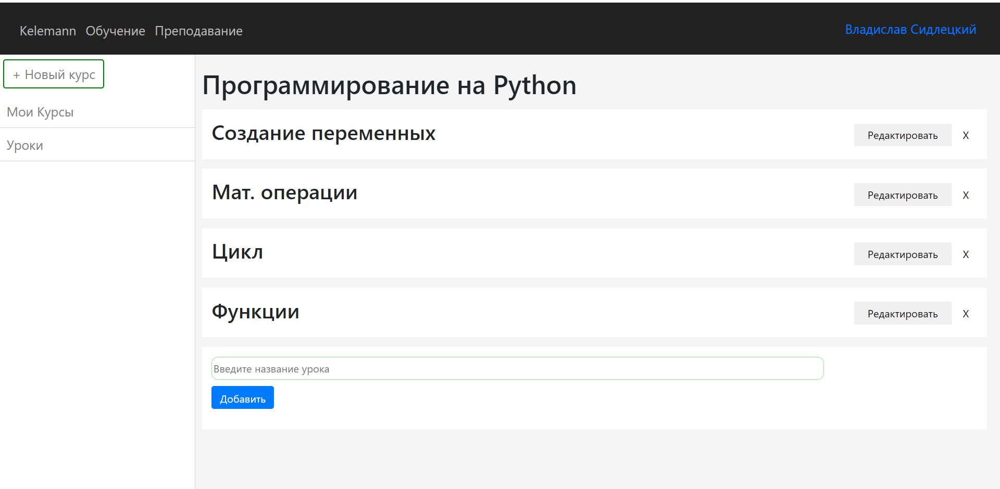 Kelemann Обучение Преподавание
Владислав Сидлецкий
+ Новый курс
Мои Курсы
Уроки
Программирование на Python
Создание переменных
Редактировать X
Мат. операции
Редактировать X
Цикл
Редактировать X
Функции
Редактировать X
Введите название урока
Добавить